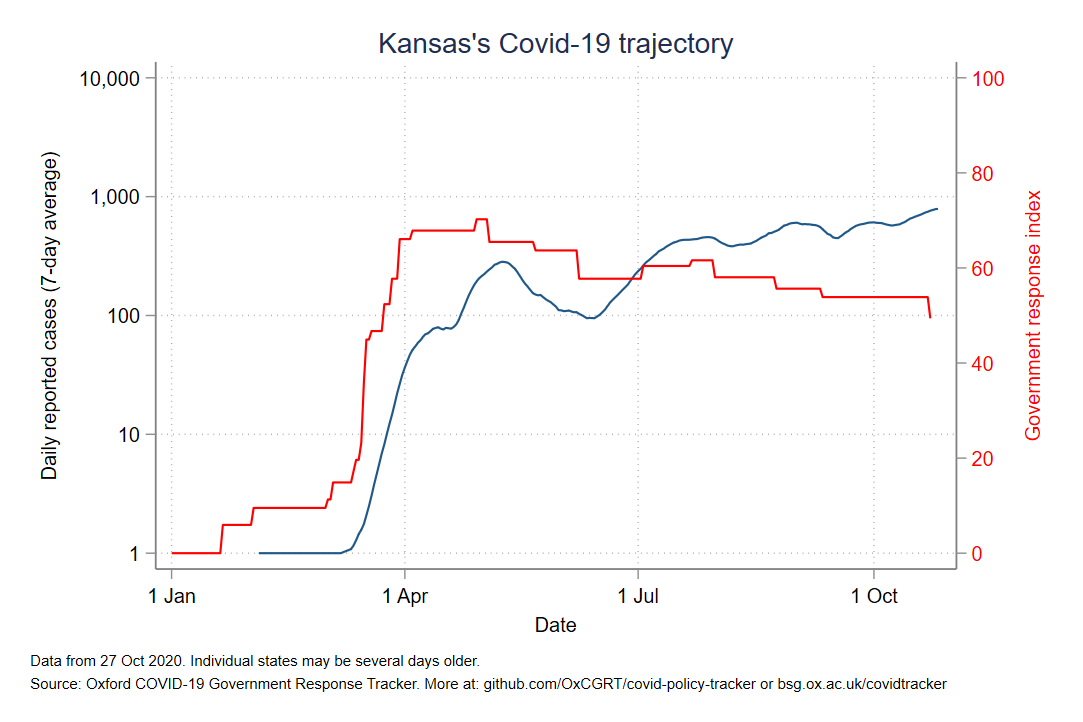 Kansas's Covid-19 trajectory
10,000
1,000
100
10
1
Daily reported cases (7-day average)
100
80
60
40
20
0
Government response index
1 Jan
1 Apr
1 Jul
1 Oct
Date
Data from 27 Oct 2020. Individual states may be several days older.
Source: Oxford COVID-19 Government Response Tracker. More at: github.com/OxCGRT/covid-policy-tracker or bsg.ox.ac.uk/covidtracker